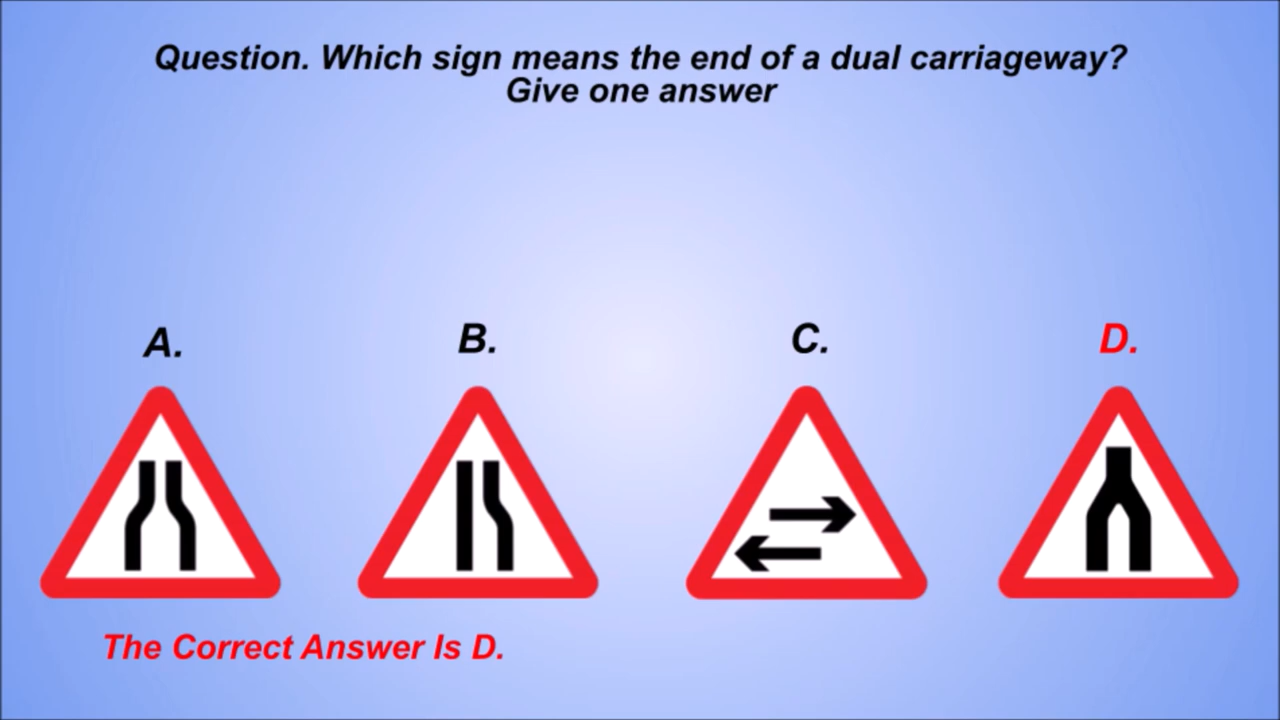 Question. Which sign means the end of a dual carriageway?
Give one answer
A.
B.
C.
D.
The Correct Answer Is D.